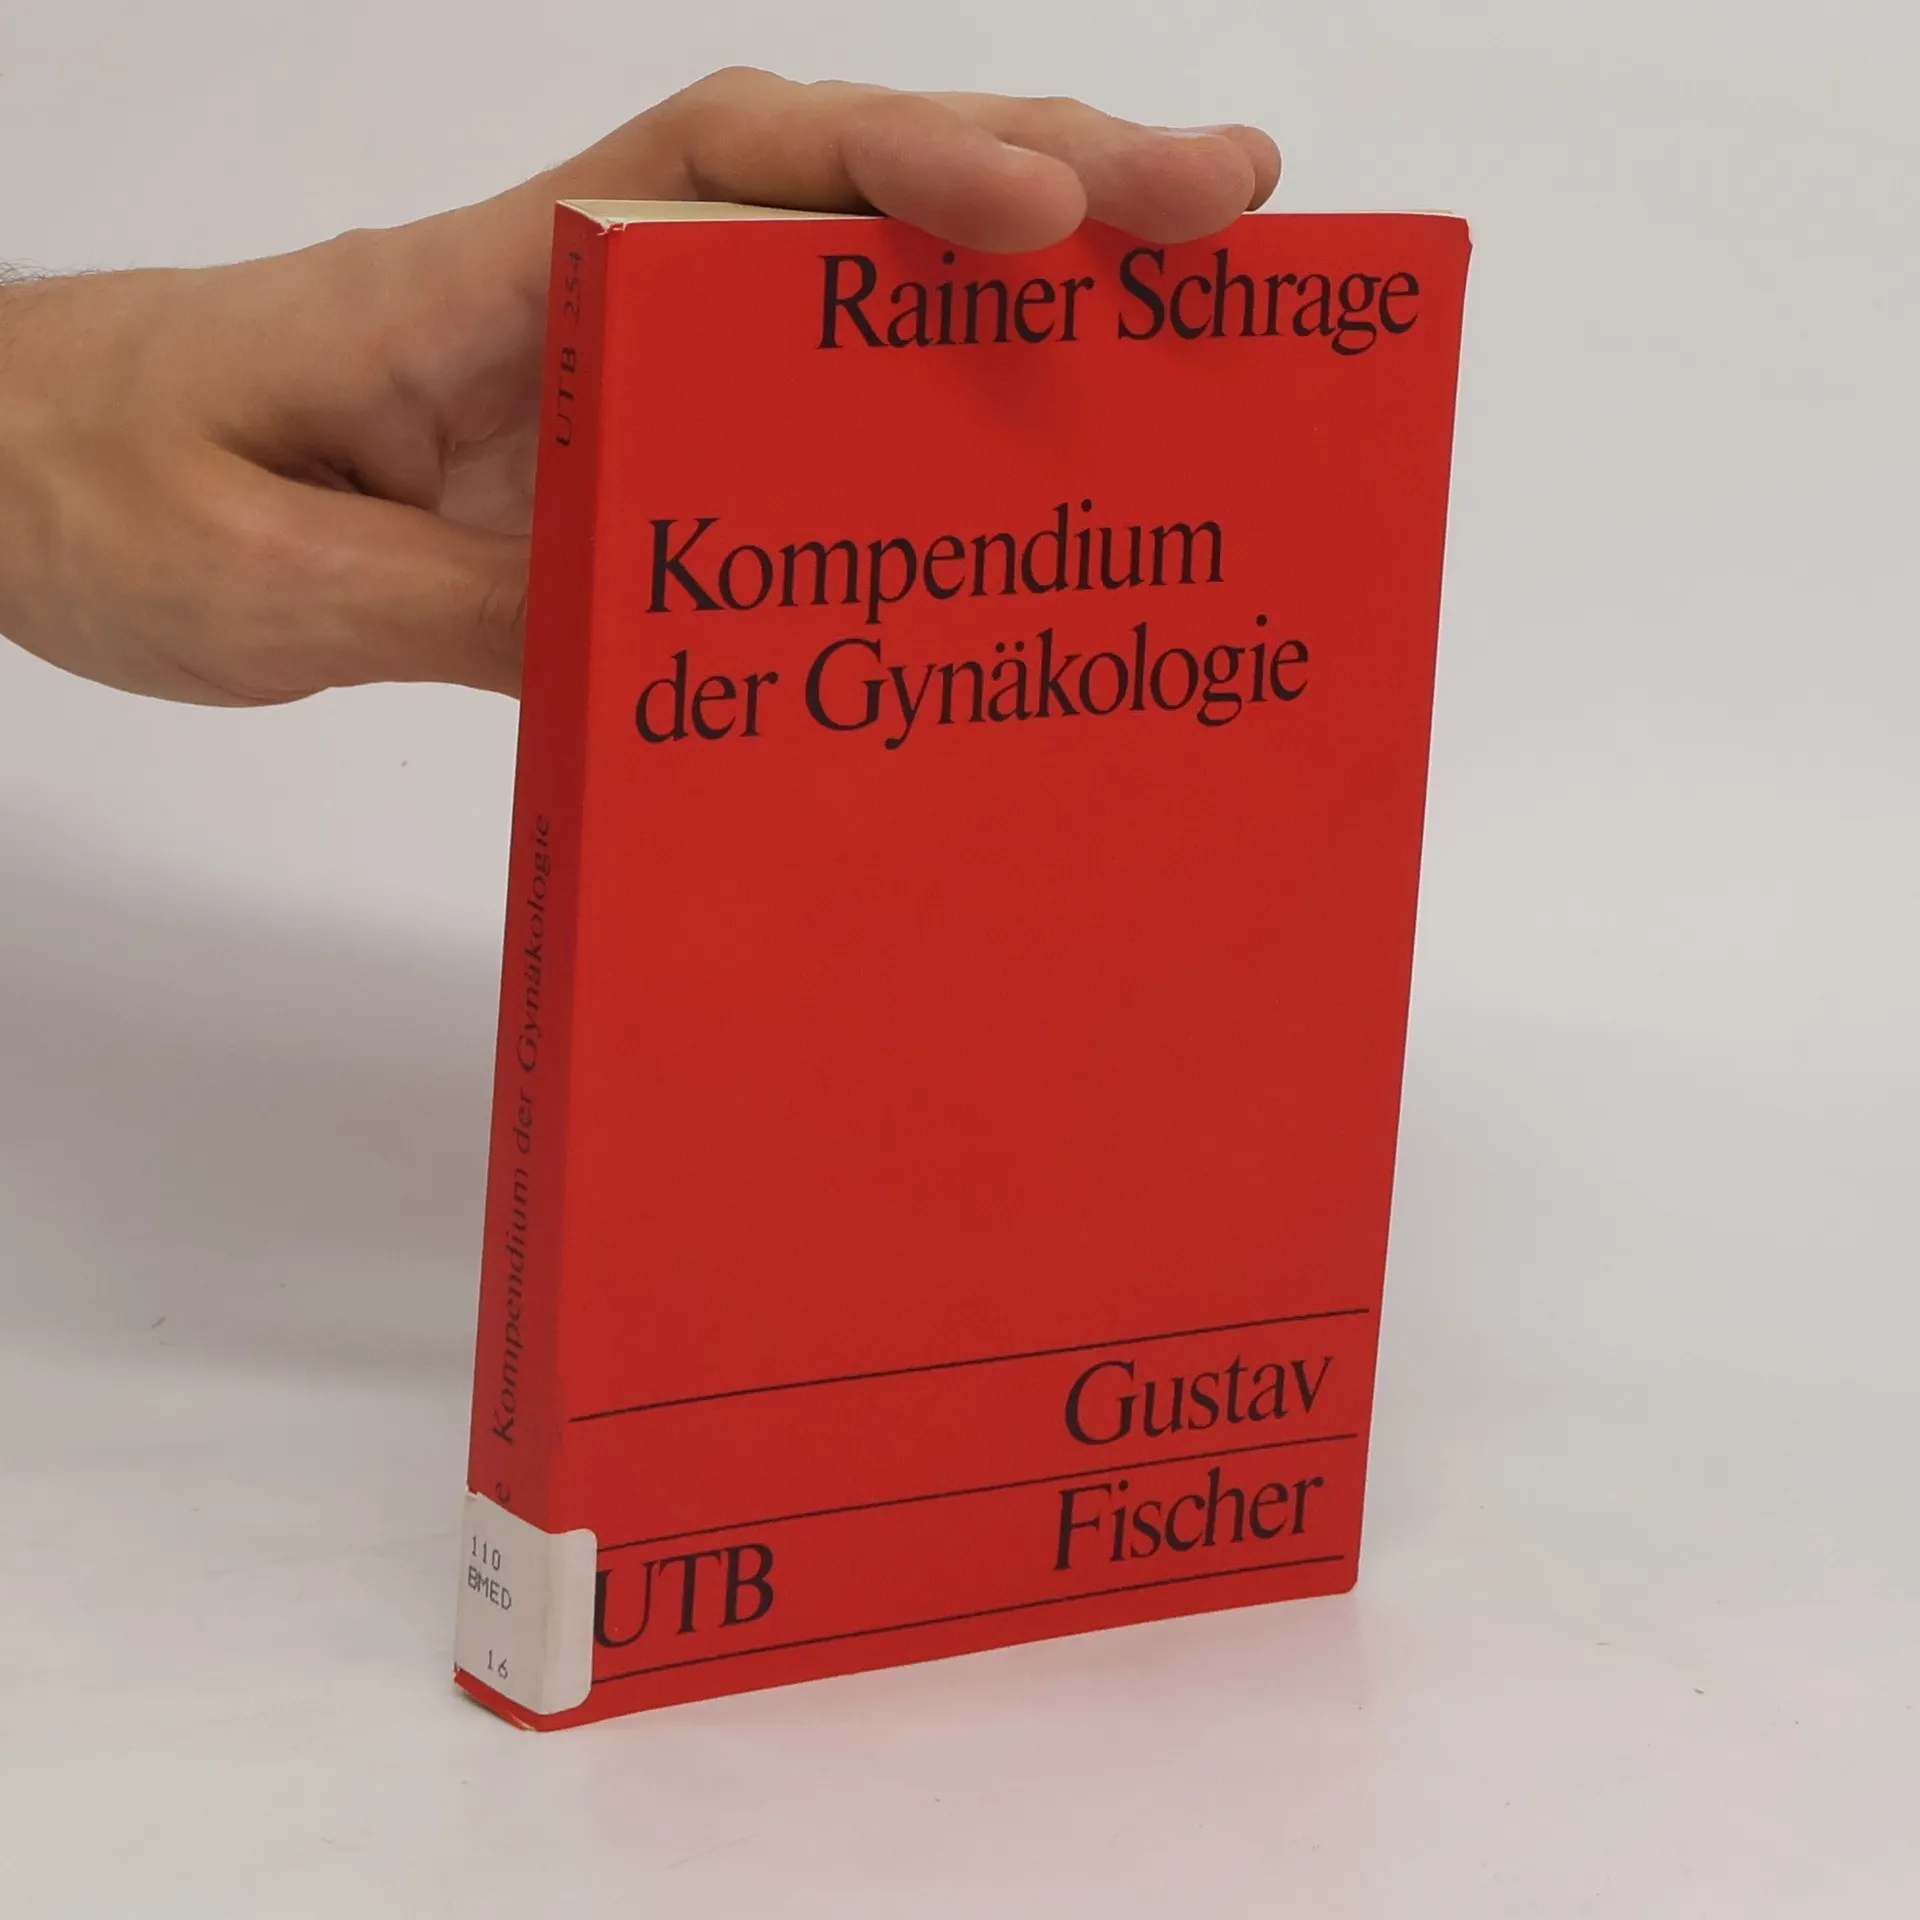 Rainer Schrage
Kompendium
der Gynäkologie
Gustav
Fischer
UTB
UTB 254
Kompendium der Gynäkologie
110
BMED
16